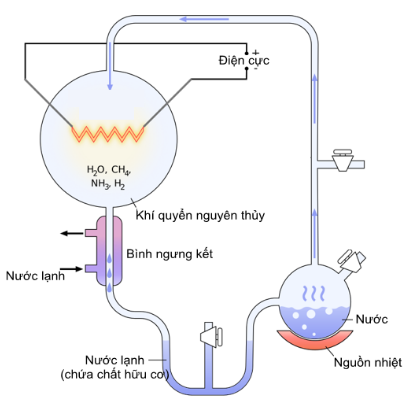 +
Điện cực
-
H₂O, CH₄,
NH₃, H₂
Khí quyển nguyên thủy
Bình ngưng kết
Nước lạnh
Nước
Nguồn nhiệt
Nước lạnh
(chứa chất hữu cơ)